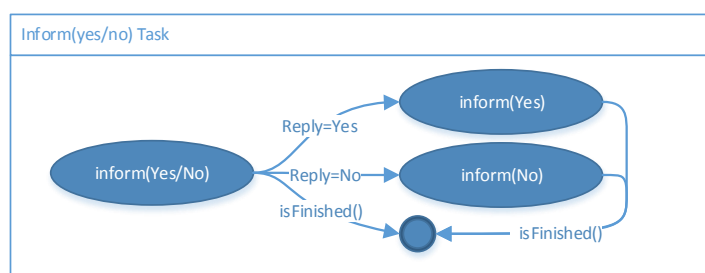 Inform(yes/no) Task
inform(Yes)
Reply=Yes
inform(Yes/No)
Reply=No
inform(No)
isFinished()
isFinished()